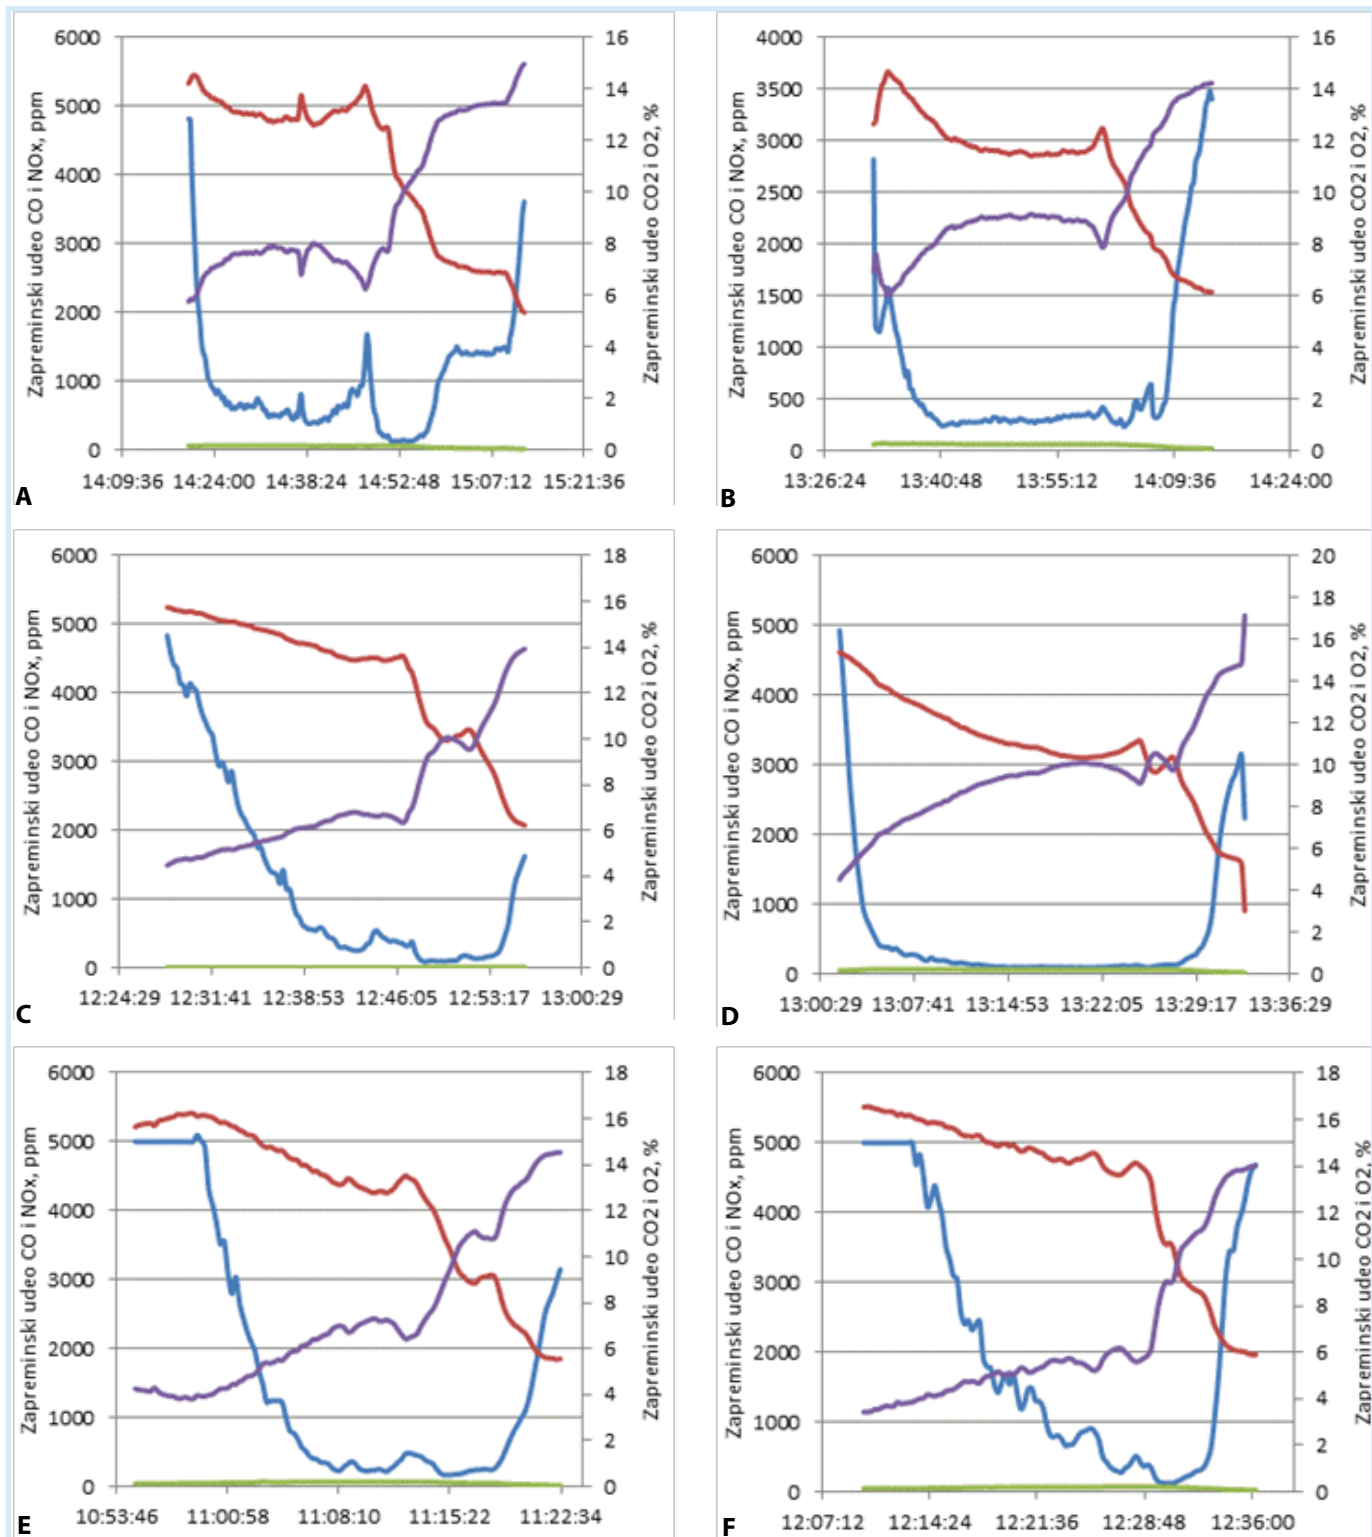 6000 5000 4000 3000 2000 1000 0
Zapreminski udeo CO i NOx, ppm
16 14 12 10 8 6 4 2 0
Zapreminski udeo CO2 i O2, %
14:09:36 14:24:00 14:38:24 14:52:48 15:07:12 15:21:36
A
4000 3500 3000 2500 2000 1500 1000 500 0
Zapreminski udeo CO i NOx, ppm
16 14 12 10 8 6 4 2 0
Zapreminski udeo CO2 i O2, %
13:26:24 13:40:48 13:55:12 14:09:36 14:24:00
B
6000 5000 4000 3000 2000 1000 0
Zapreminski udeo CO i NOx, ppm
18 16 14 12 10 8 6 4 2 0
Zapreminski udeo CO2 i O2, %
12:24:29 12:31:41 12:38:53 12:46:05 12:53:17 13:00:29
C
6000 5000 4000 3000 2000 1000 0
Zapreminski udeo CO i NOx, ppm
20 18 16 14 12 10 8 6 4 2 0
Zapreminski udeo CO2 i O2, %
13:00:29 13:07:41 13:14:53 13:22:05 13:29:17 13:36:29
D
6000 5000 4000 3000 2000 1000 0
Zapreminski udeo CO i NOx, ppm
18 16 14 12 10 8 6 4 2 0
Zapreminski udeo CO2 i O2, %
10:53:46 11:00:58 11:08:10 11:15:22 11:22:34
E
6000 5000 4000 3000 2000 1000 0
Zapreminski udeo CO i NOx, ppm
18 16 14 12 10 8 6 4 2 0
Zapreminski udeo CO2 i O2, %
12:07:12 12:14:24 12:21:36 12:28:48 12:36:00
F